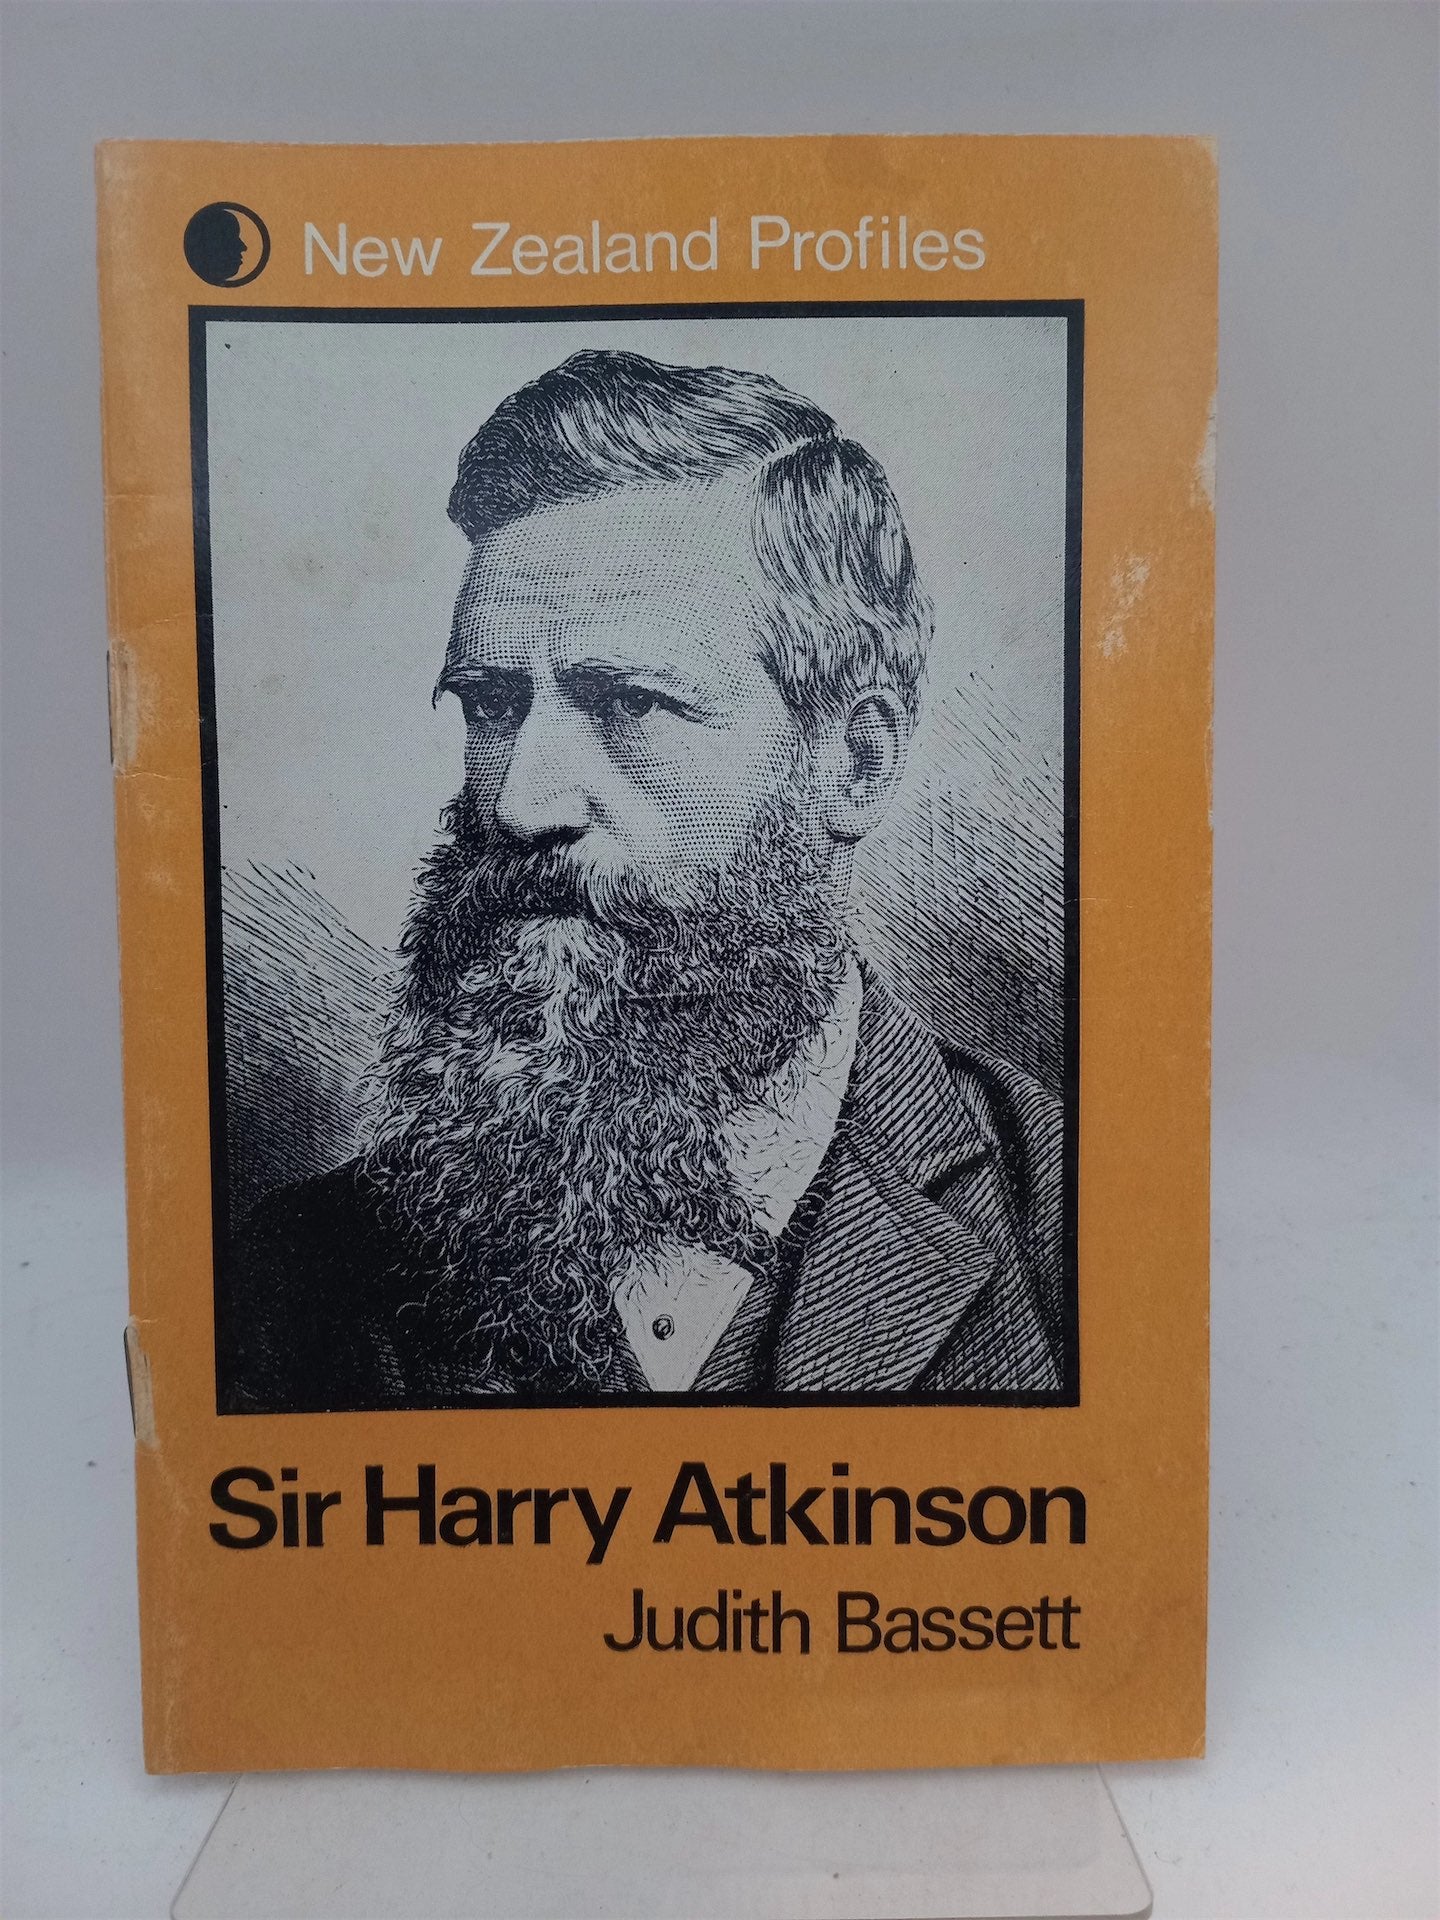 New Zealand Profiles
Sir Harry Atkinson
Judith Bassett